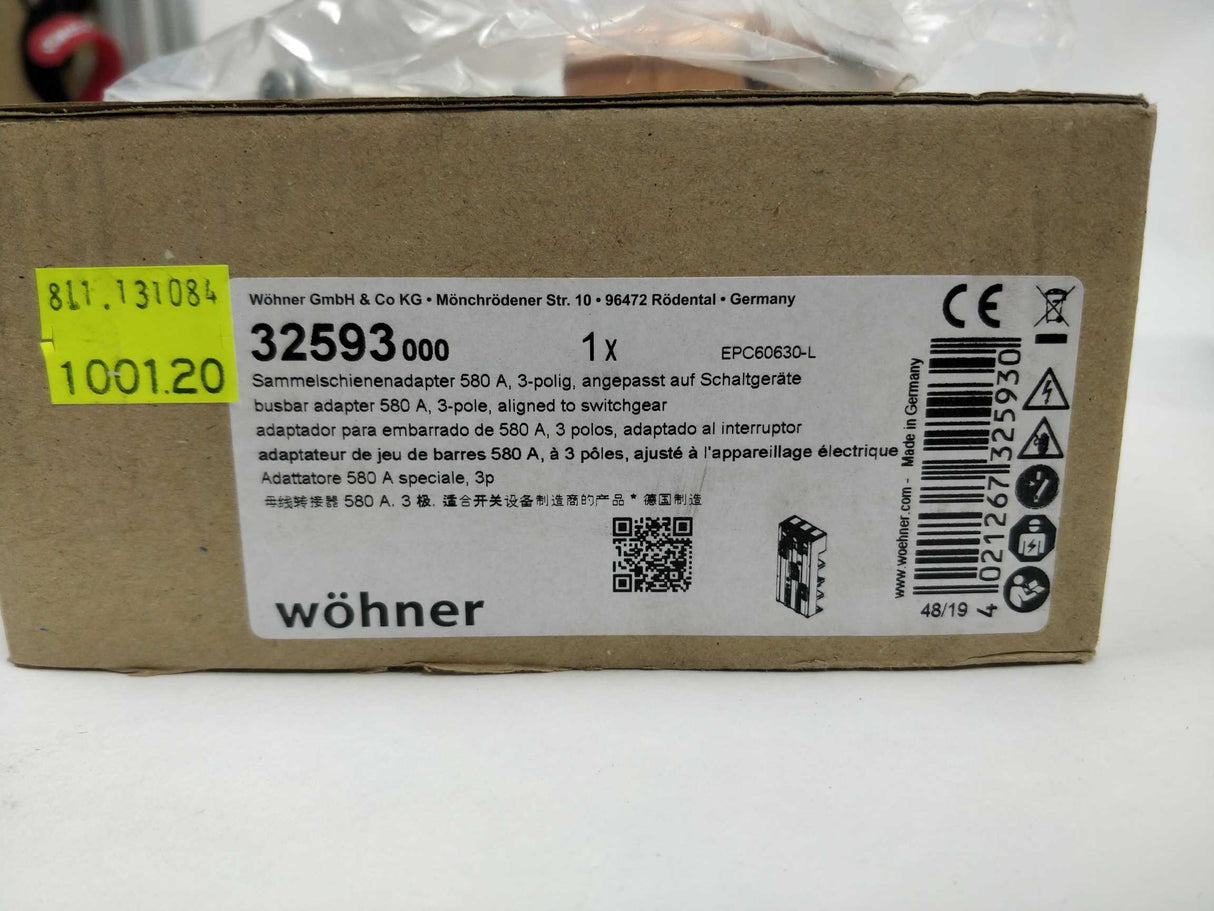 811.131084
1001.20
Wöhner GmbH & Co KG • Mönchrödener Str. 10 • 96472 Rödental • Germany
32593 000 1 x EPC60630-L
Sammelschienenadapter 580 A, 3-polig, angepasst auf Schaltgeräte
busbar adapter 580 A, 3-pole, aligned to switchgear
adaptador para embarrado de 580 A, 3 polos, adaptado al interruptor
adaptateur de jeu de barres 580 A, à 3 pôles, ajusté à l'appareillage électrique
Adattatore 580 A speciale, 3p
母线转接器 580 A, 3 极, 适合开关设备制造商的产品 * 德国制造
wöhner
www.woehner.com - Made in Germany
CE
4 021267 325930
48/19